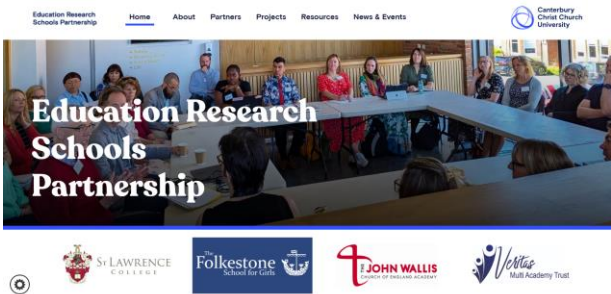 Education Research
Schools Partnership
Home About Partners Projects Resources News & Events
Canterbury
Christ Church
University
Education Research
Schools
Partnership
St LAWRENCE
COLLEGE
The
Folkestone
School for Girls
THE JOHN WALLIS
CHURCH OF ENGLAND ACADEMY
Veritas
Multi Academy Trust